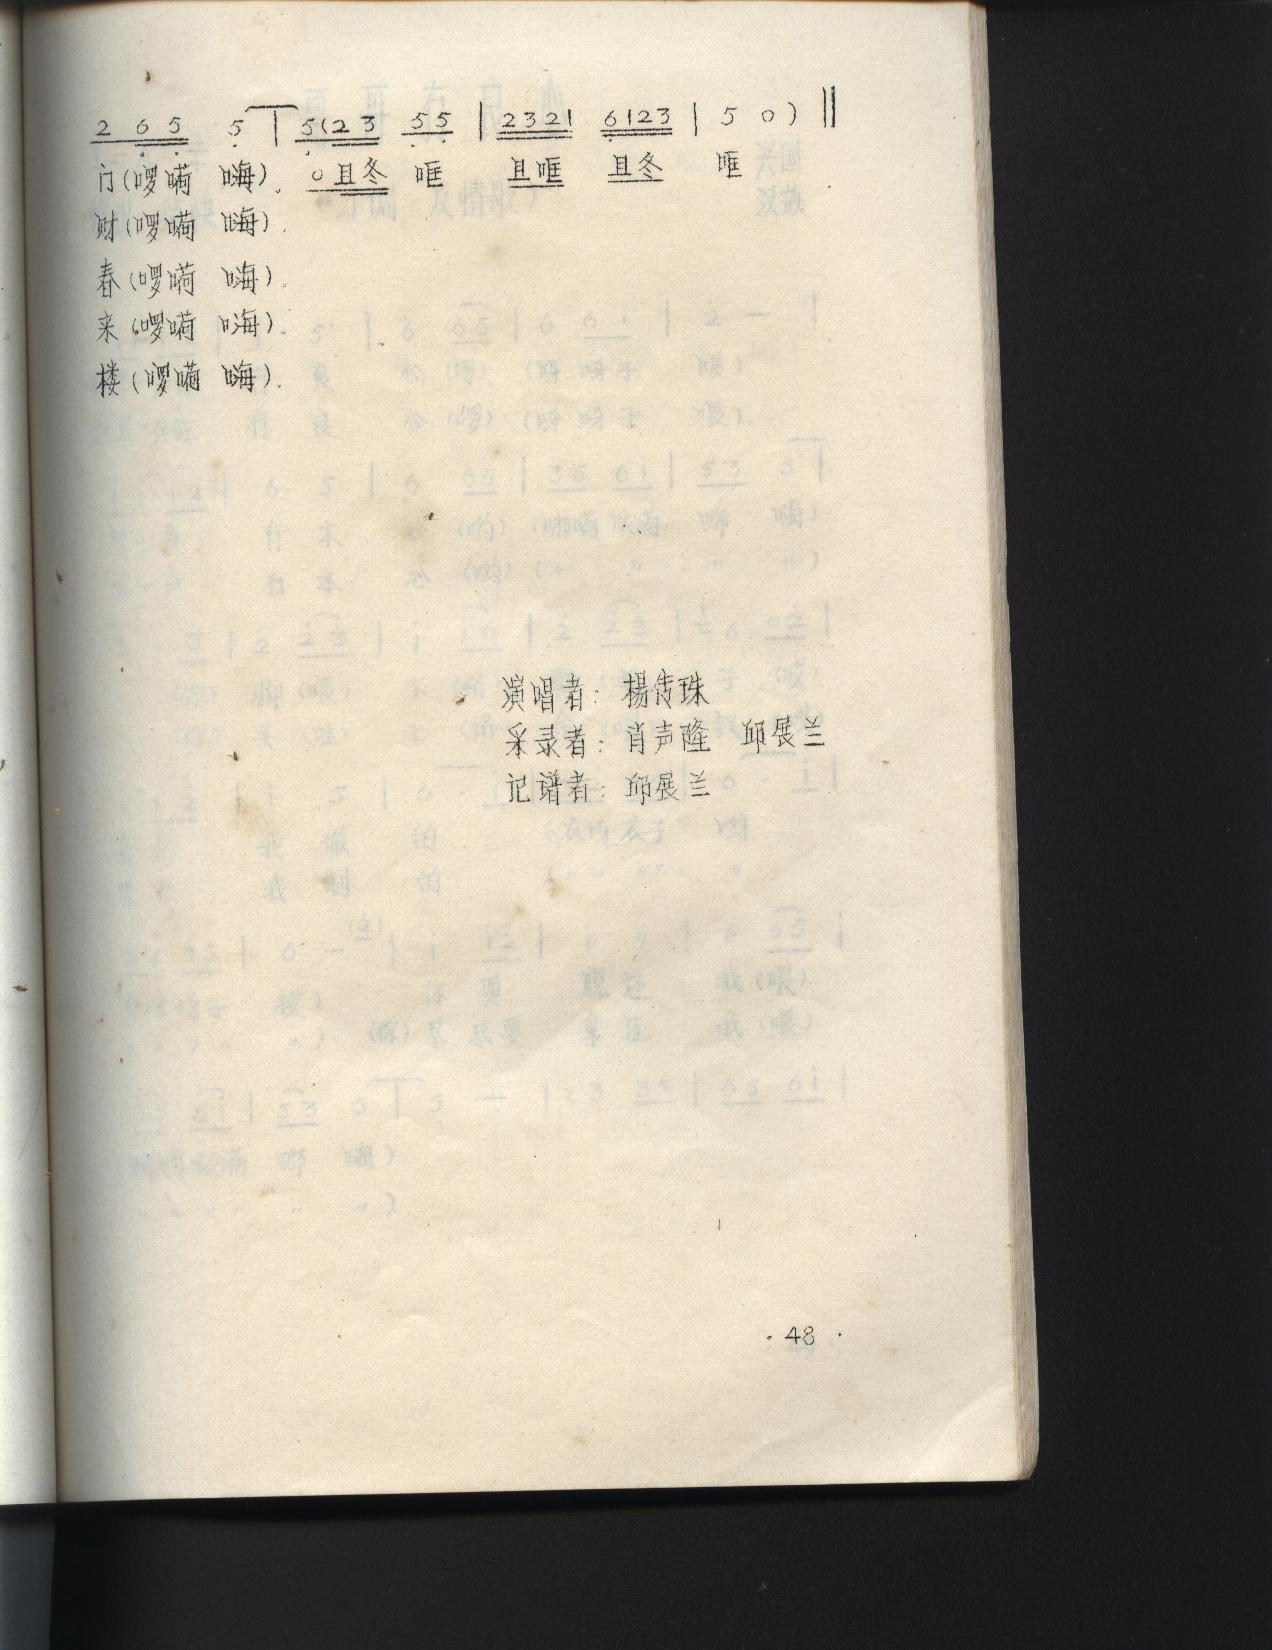 2 6 5 5 | 5(2 3 5 5 | 2321 6123 | 5 0) ‖
门(啰嗬 嗨). 0 且冬 哐 且哐 且冬 哐
财(啰嗬 嗨).
春(啰嗬 嗨).
来(啰嗬 嗨).
楼(啰嗬 嗨).
演唱者: 楊传珠
采录者: 肖声隆 邱展兰
记谱者: 邱展兰
· 48 ·